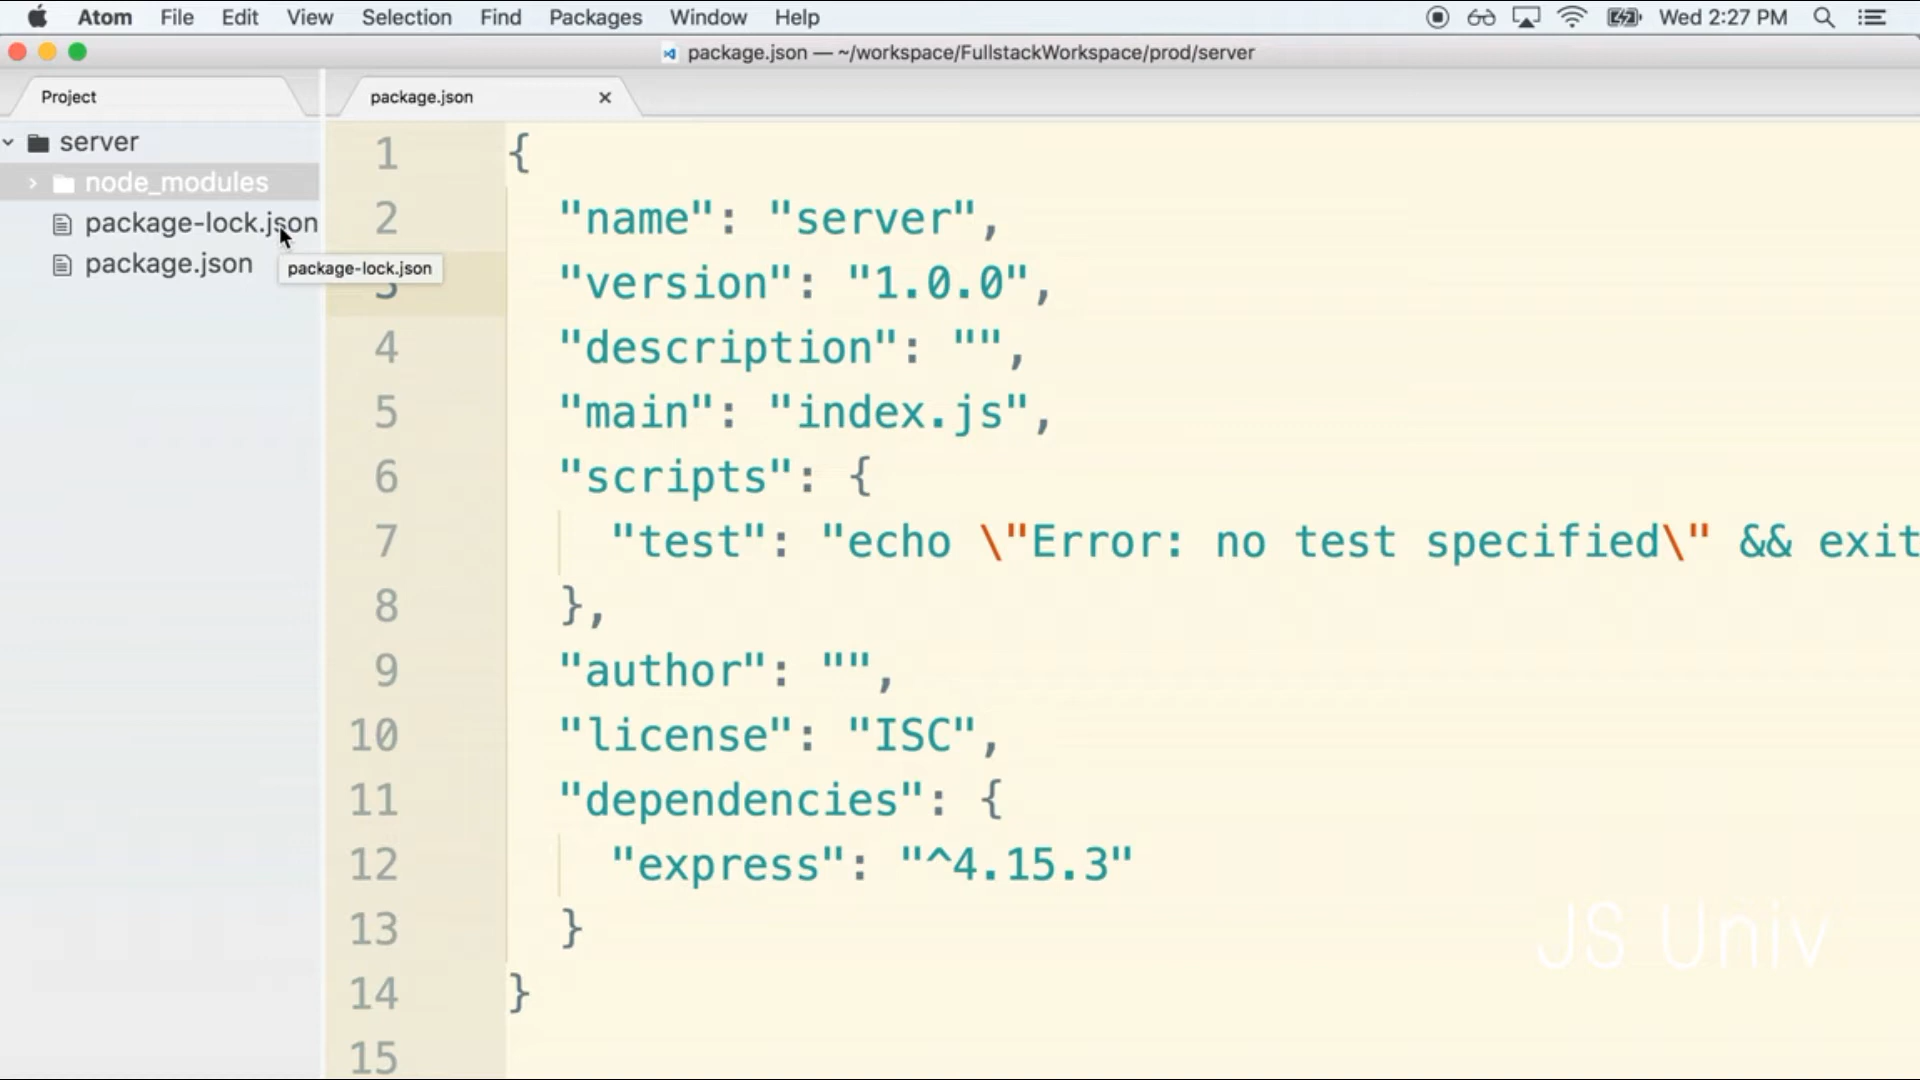 Atom File Edit View Selection Find Packages Window Help Wed 2:27 PM
package.json — ~/workspace/FullstackWorkspace/prod/server
Project
package.json
server
node_modules
package-lock.json
package.json
package-lock.json
1 {
2 "name": "server",
3 "version": "1.0.0",
4 "description": "",
5 "main": "index.js",
6 "scripts": {
7 "test": "echo \"Error: no test specified\" && exit
8 },
9 "author": "",
10 "license": "ISC",
11 "dependencies": {
12 "express": "^4.15.3"
13 }
14 }
15
JS Univ